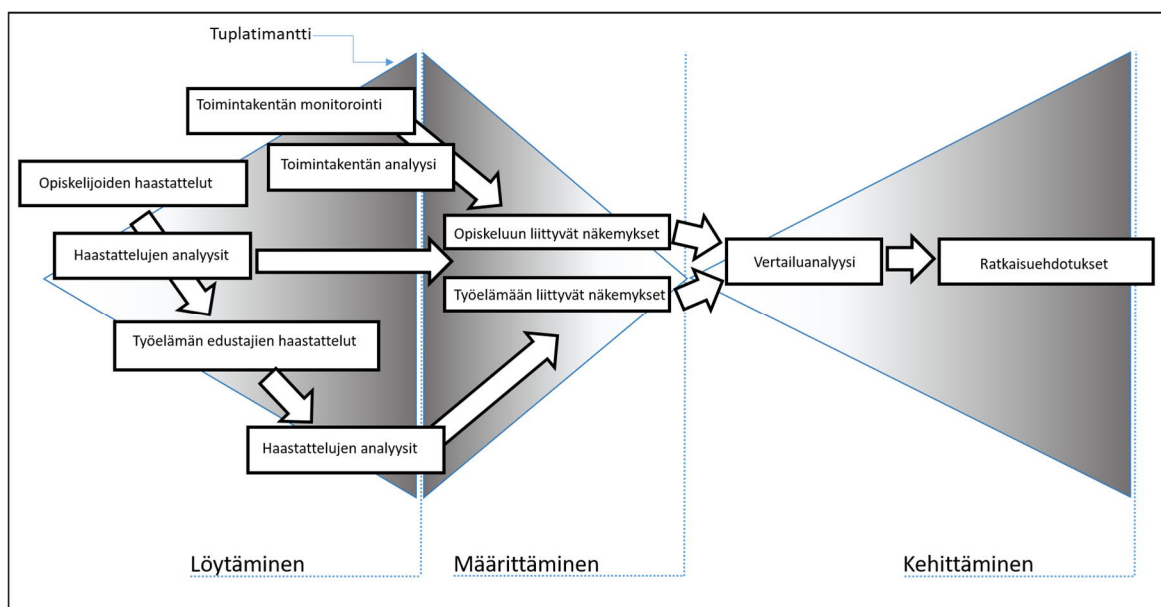 Tuplatimantti
Toimintakentän monitorointi
Toimintakentän analyysi
Opiskelijoiden haastattelut
Opiskeluun liittyvät näkemykset
Haastattelujen analyysit
Vertailuanalyysi
Ratkaisuehdotukset
Työelämään liittyvät näkemykset
Työelämän edustajien haastattelut
Haastattelujen analyysit
Löytäminen
Määrittäminen
Kehittäminen